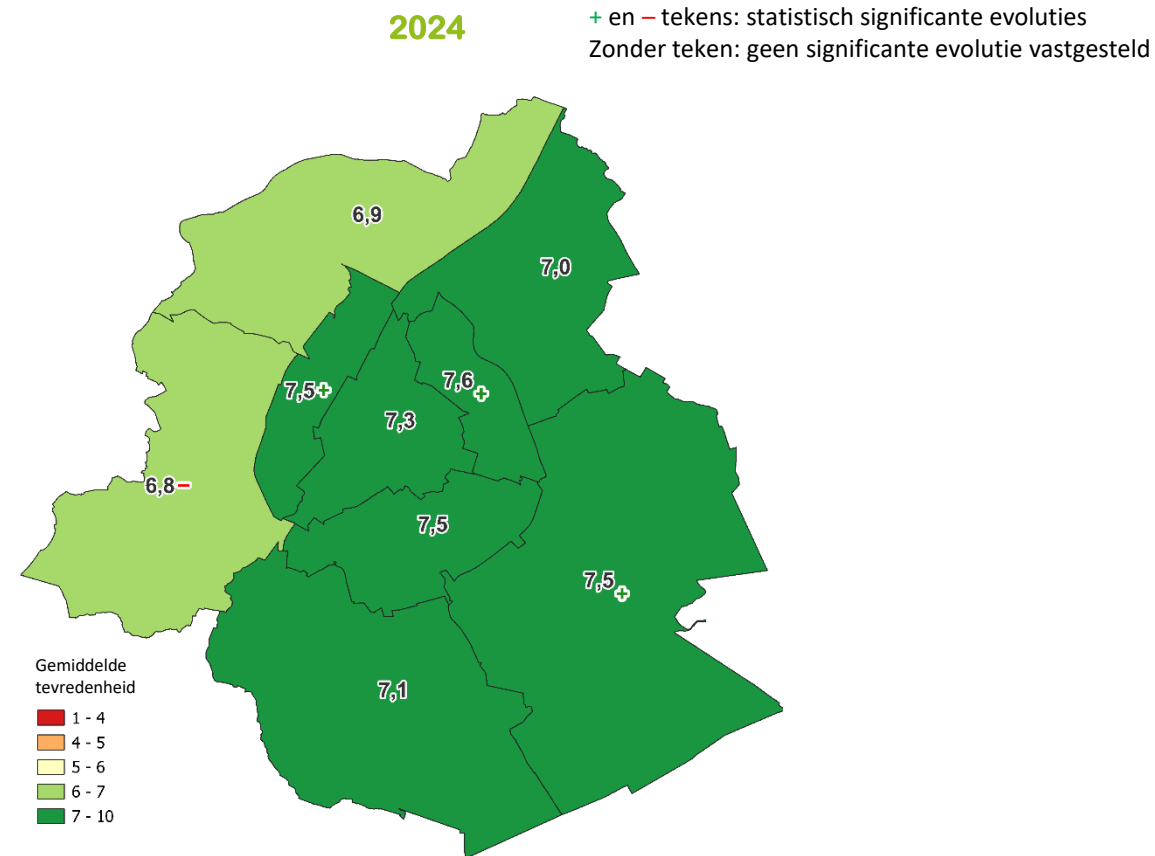 2024
+ en – tekens: statistisch significante evoluties
Zonder teken: geen significante evolutie vastgesteld
6,9
7,0
7,5+
7,6+
7,3
6,8–
7,5
7,5+
7,1
Gemiddelde
tevredenheid
1 - 4
4 - 5
5 - 6
6 - 7
7 - 10